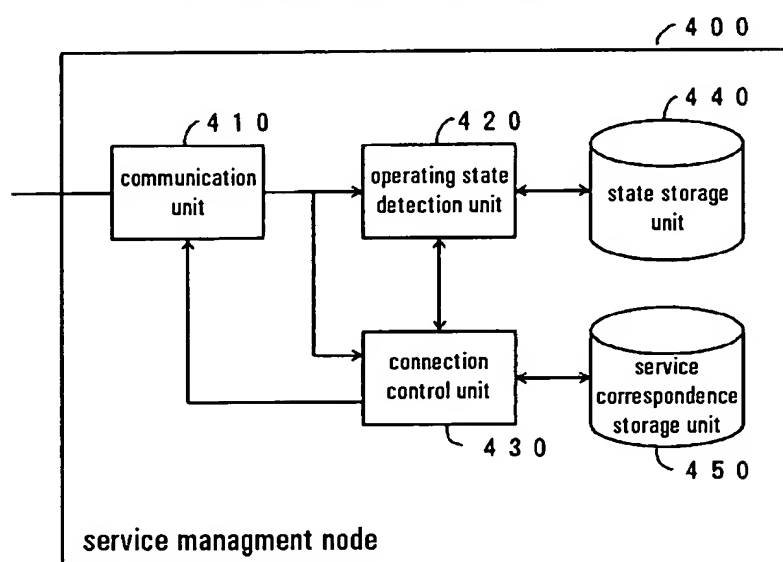 400
410
420
440
communication
unit
operating state
detection unit
state storage
unit
connection
control unit
service
correspondence
storage unit
430
450
service managment node